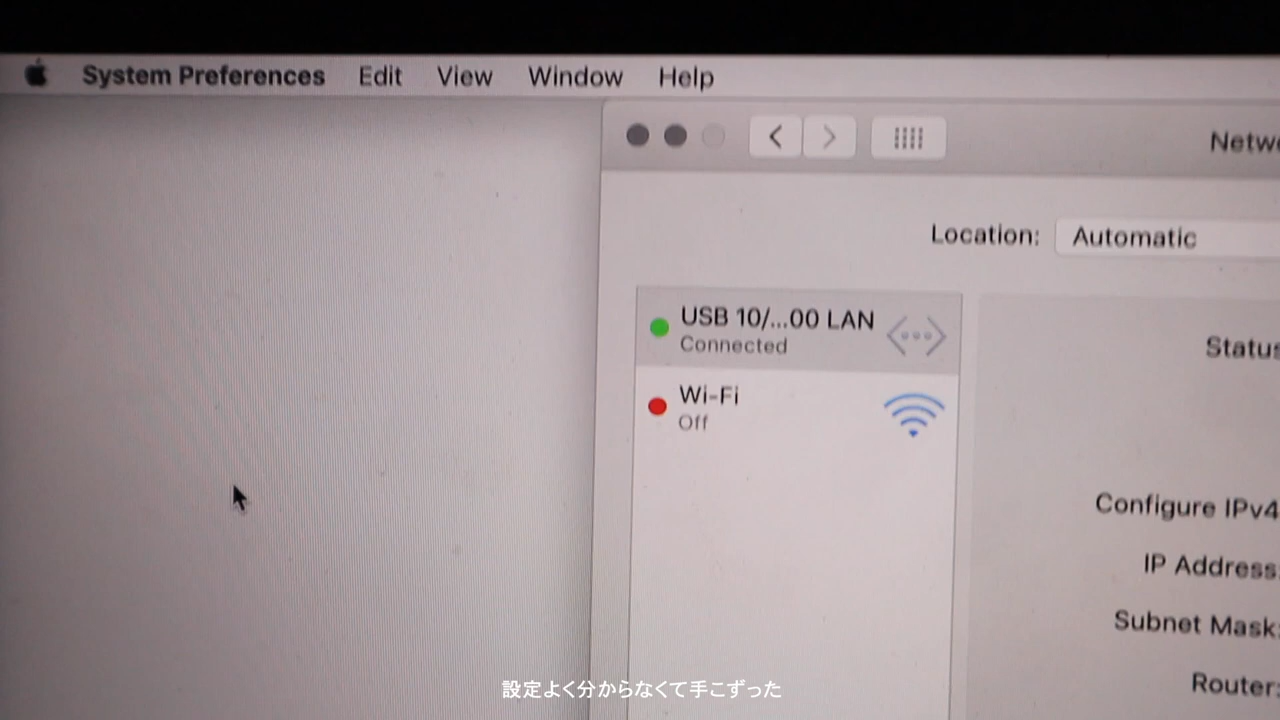 System Preferences Edit View Window Help
Netw
Location: Automatic
USB 10/...00 LAN
Connected
Status
Wi-Fi
Off
Configure IPv4
IP Address:
Subnet Mask:
Router:
設定よく分からなくて手こずった